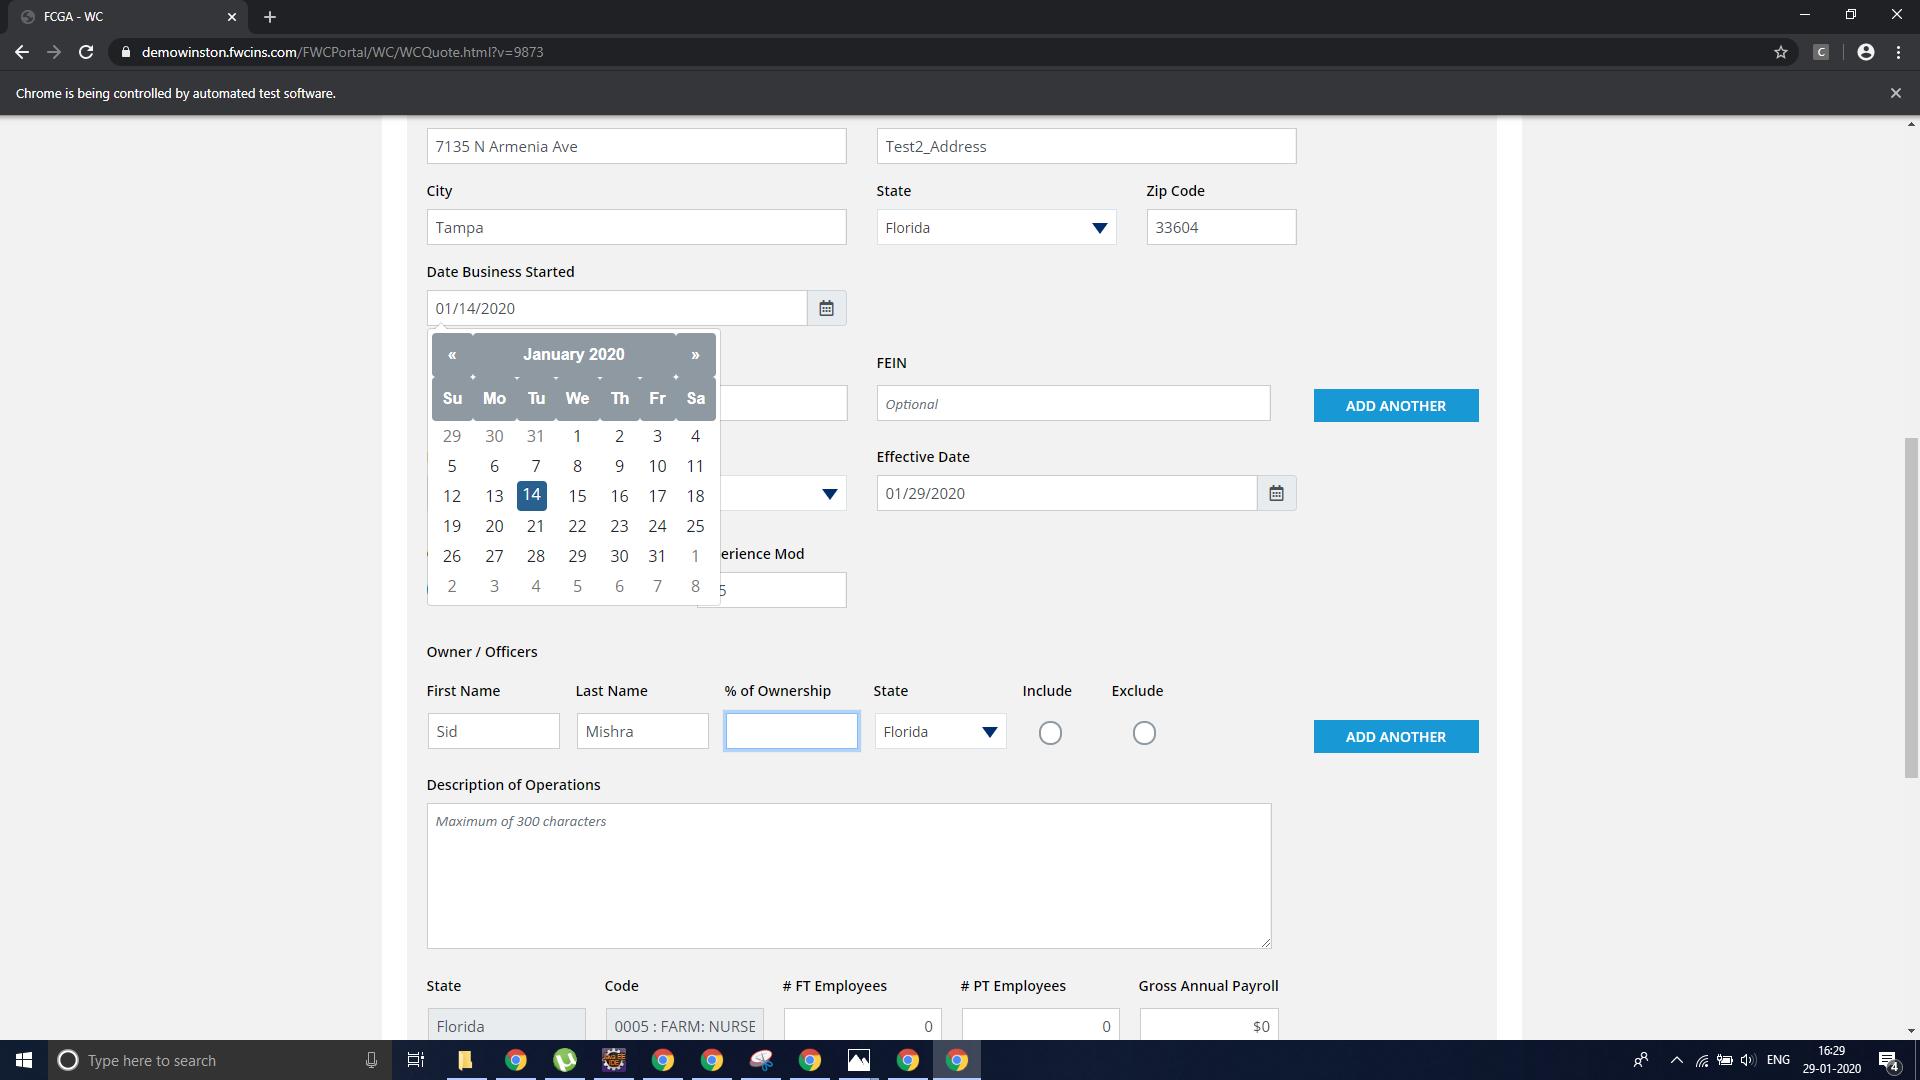 FCGA - WC
demowinston.fwcins.com/FWCPortal/WC/WCQuote.html?v=9873
C
Chrome is being controlled by automated test software.
7135 N Armenia Ave Test2_Address
City State Zip Code
Tampa Florida 33604
Date Business Started
01/14/2020
« January 2020 »
Su Mo Tu We Th Fr Sa
29 30 31 1 2 3 4
5 6 7 8 9 10 11
12 13 14 15 16 17 18
19 20 21 22 23 24 25
26 27 28 29 30 31 1
2 3 4 5 6 7 8
FEIN
Optional ADD ANOTHER
Effective Date
01/29/2020
erience Mod
5
Owner / Officers
First Name Last Name % of Ownership State Include Exclude
Sid Mishra Florida ADD ANOTHER
Description of Operations
Maximum of 300 characters
State Code # FT Employees # PT Employees Gross Annual Payroll
Florida 0005 : FARM: NURSE 0 0 $0
Type here to search ENG 16:29
29-01-2020 4